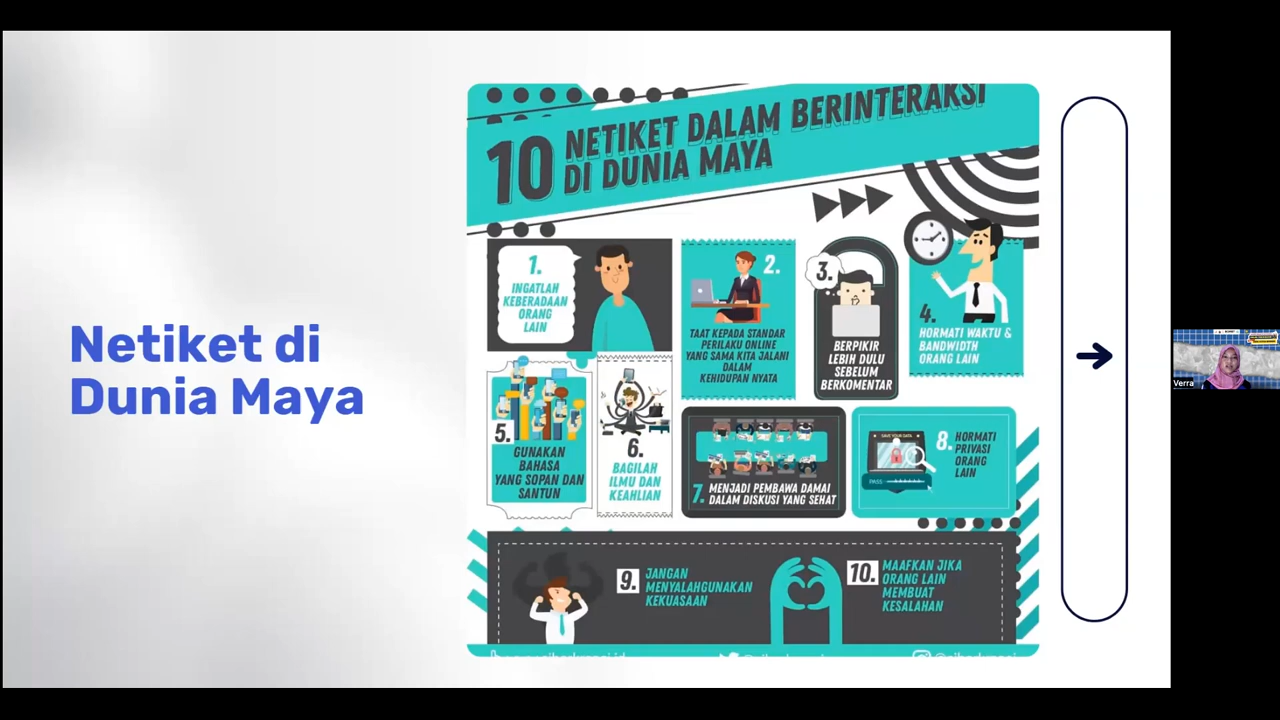 Netiket di
Dunia Maya
10 NETIKET DALAM BERINTERAKSI
DI DUNIA MAYA
1.
INGATLAH
KEBERADAAN
ORANG
LAIN
2.
TAAT KEPADA STANDAR
PERILAKU ONLINE
YANG SAMA KITA JALANI
DALAM
KEHIDUPAN NYATA
3.
BERPIKIR
LEBIH DULU
SEBELUM
BERKOMENTAR
4.
HORMATI WAKTU &
BANDWIDTH
ORANG LAIN
5.
GUNAKAN
BAHASA
YANG SOPAN DAN
SANTUN
6.
BAGILAH
ILMU DAN
KEAHLIAN
7. MENJADI PEMBAWA DAMAI
DALAM DISKUSI YANG SEHAT
SAVE YOUR DATA
PASS
8. HORMATI
PRIVASI
ORANG
LAIN
9. JANGAN
MENYALAHGUNAKAN
KEKUASAAN
10. MAAFKAN JIKA
ORANG LAIN
MEMBUAT
KESALAHAN
Verra